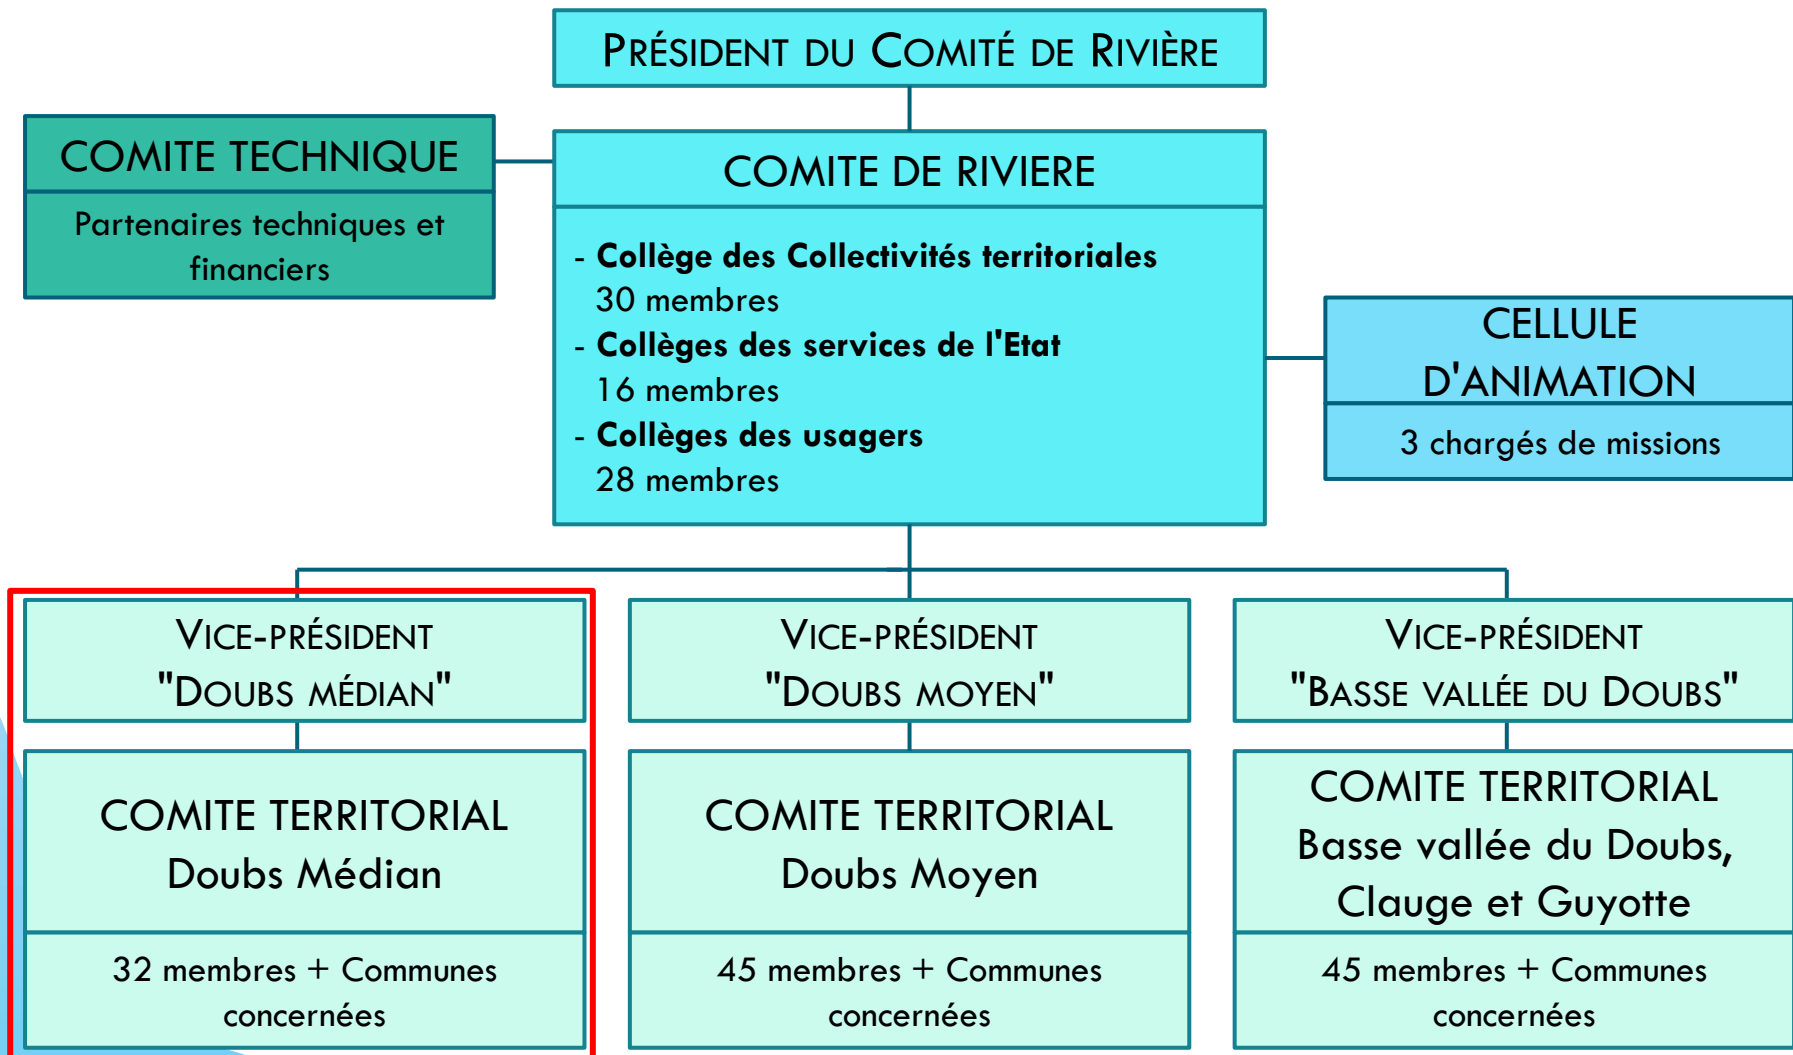 PRÉSIDENT DU COMITÉ DE RIVIÈRE
COMITE TECHNIQUE
Partenaires techniques et
financiers
COMITE DE RIVIERE
- Collège des Collectivités territoriales
30 membres
- Collèges des services de l'Etat
16 membres
- Collèges des usagers
28 membres
CELLULE
D'ANIMATION
3 chargés de missions
VICE-PRÉSIDENT
"DOUBS MÉDIAN"
COMITE TERRITORIAL
Doubs Médian
32 membres + Communes
concernées
VICE-PRÉSIDENT
"DOUBS MOYEN"
COMITE TERRITORIAL
Doubs Moyen
45 membres + Communes
concernées
VICE-PRÉSIDENT
"BASSE VALLÉE DU DOUBS"
COMITE TERRITORIAL
Basse vallée du Doubs,
Clauge et Guyotte
45 membres + Communes
concernées